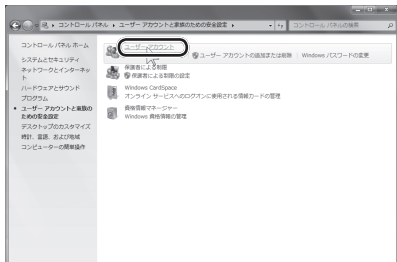 コントロール パネル ▸ ユーザー アカウントと家族のための安全設定 ▸
コントロール パネルの検索
コントロール パネル ホーム
システムとセキュリティ
ネットワークとインターネッ
ト
ハードウェアとサウンド
プログラム
ユーザー アカウントと家族の
ための安全設定
デスクトップのカスタマイズ
時計、言語、および地域
コンピューターの簡単操作
ユーザー アカウント
ユーザー アカウントの追加または削除 Windows パスワードの変更
保護者による制限
保護者による制限の設定
Windows CardSpace
オンライン サービスへのログオンに使用される情報カードの管理
資格情報マネージャー
Windows 資格情報の管理